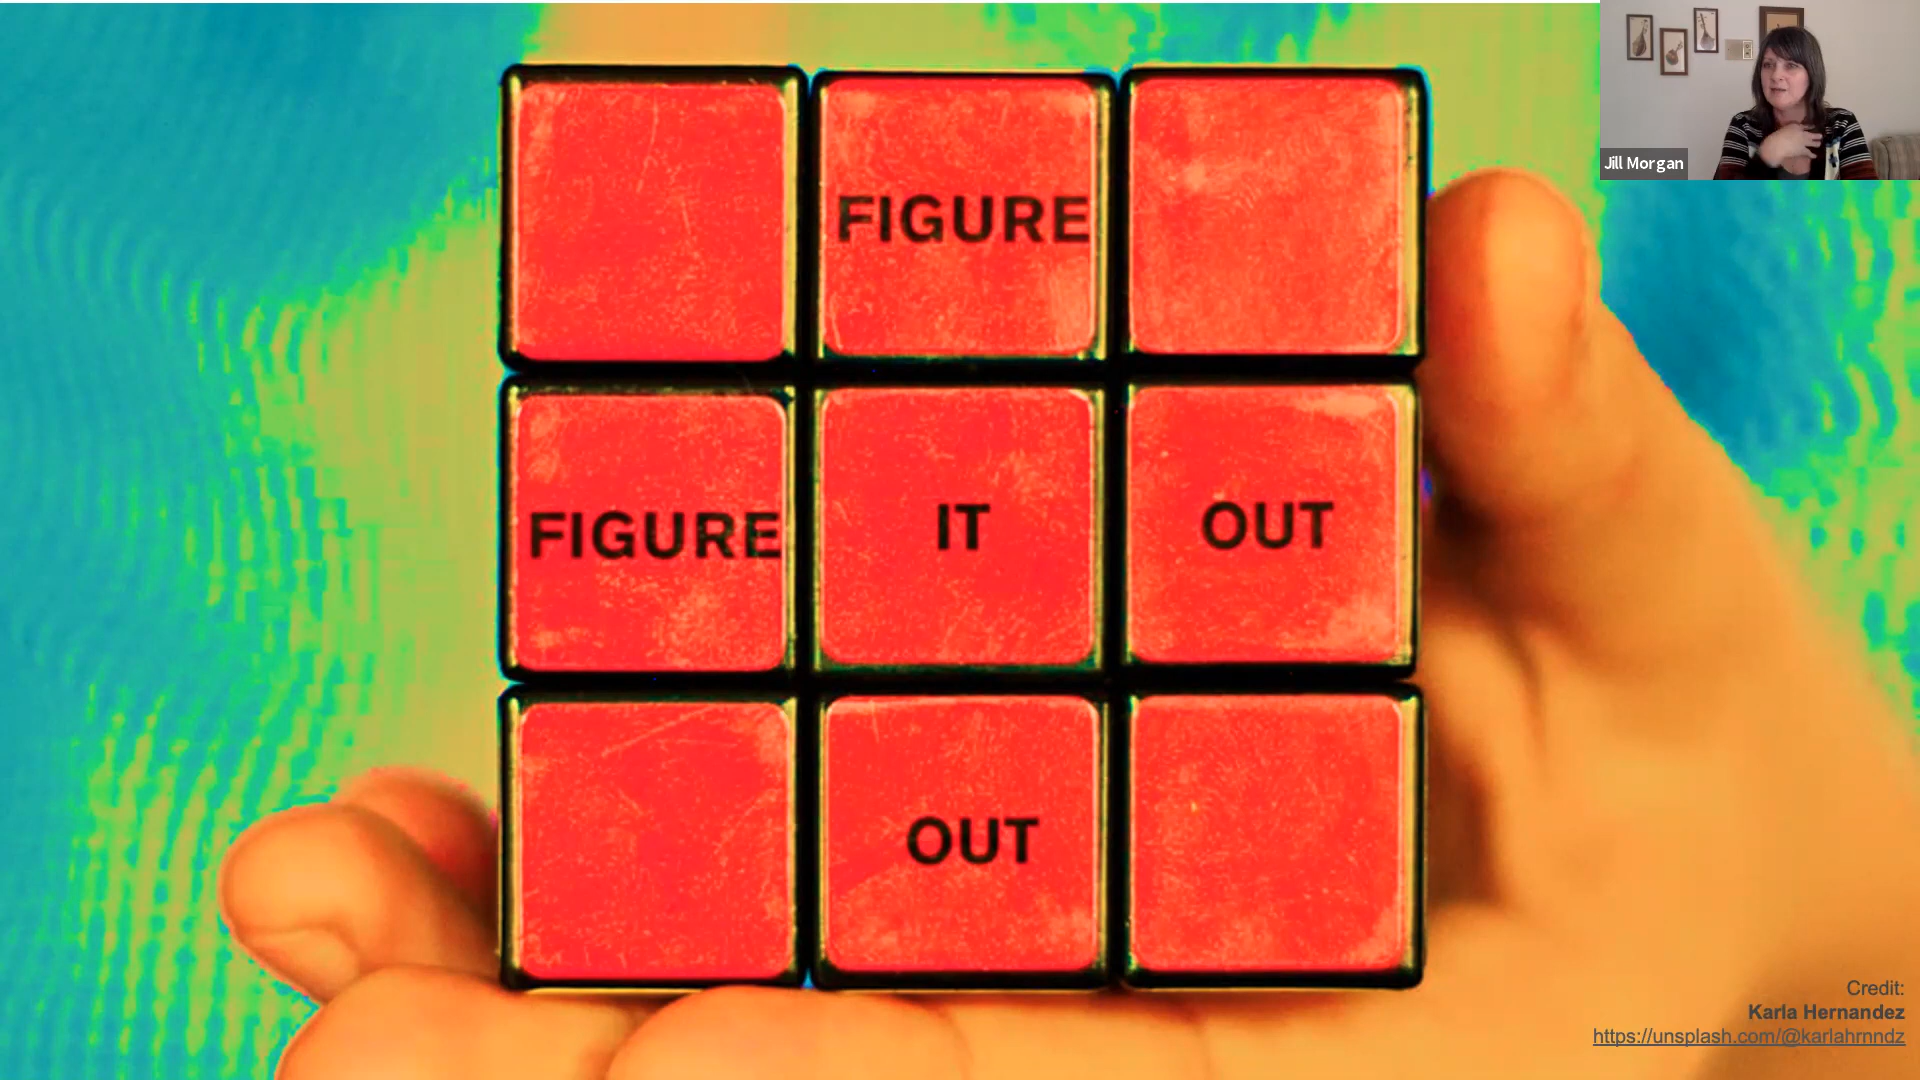 Jill Morgan
FIGURE
FIGURE IT OUT
OUT
Credit:
Karla Hernandez
https://unsplash.com/@karlahrnndz